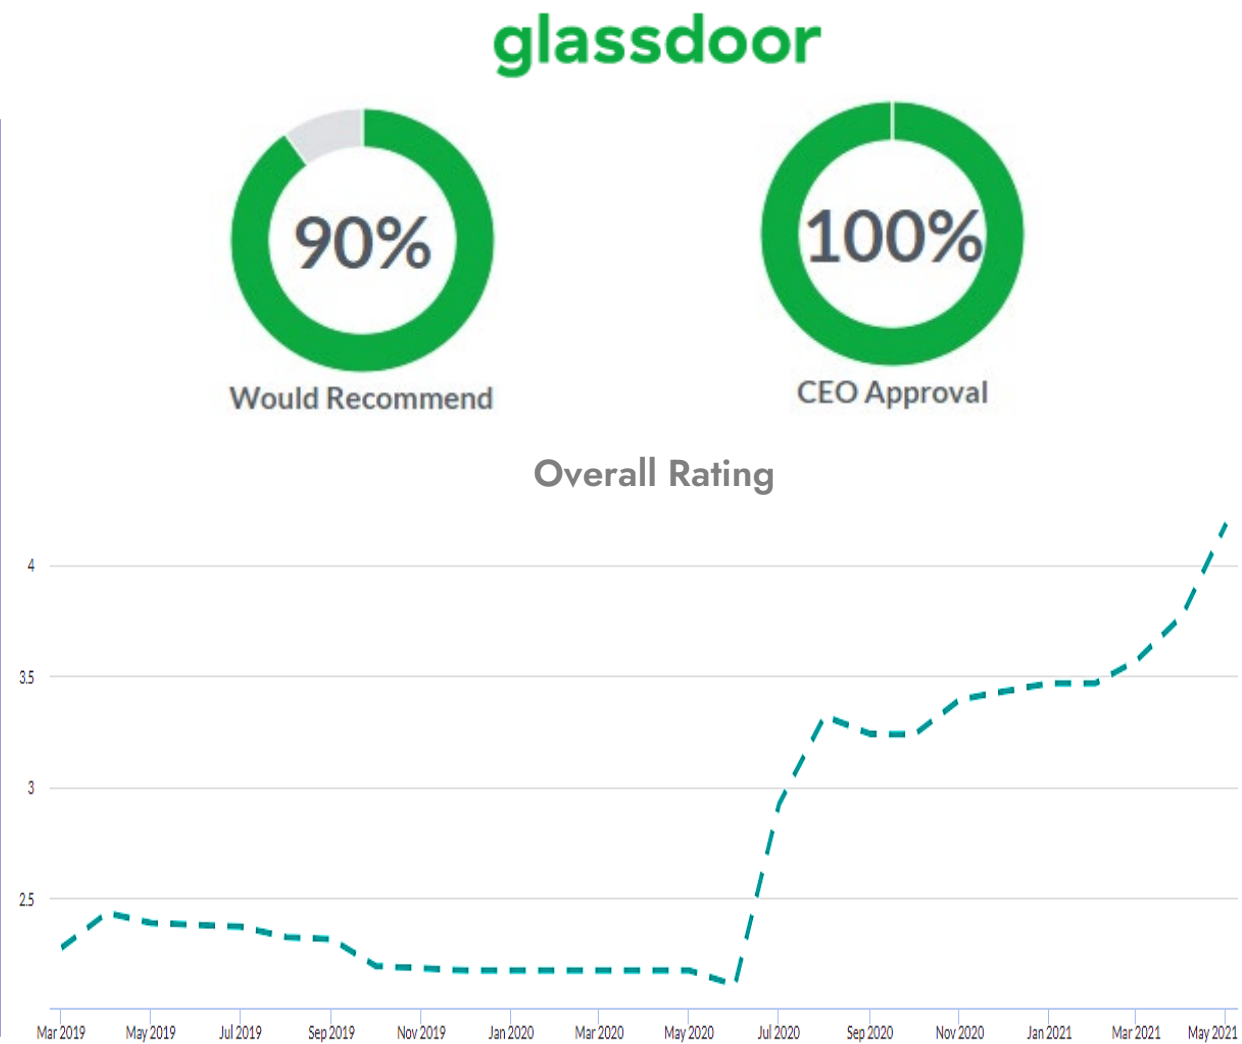 glassdoor
90%
100%
Would Recommend
CEO Approval
Overall Rating
4
3.5
3
2.5
Mar 2019 May 2019 Jul 2019 Sep 2019 Nov 2019 Jan 2020 Mar 2020 May 2020 Jul 2020 Sep 2020 Nov 2020 Jan 2021 Mar 2021 May 2021